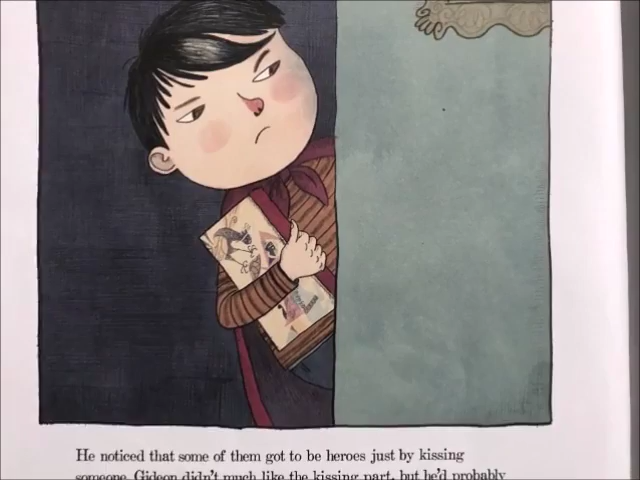 He noticed that some of them got to be heroes just by kissing
someone. Gideon didn't much like the kissing part, but he'd probably